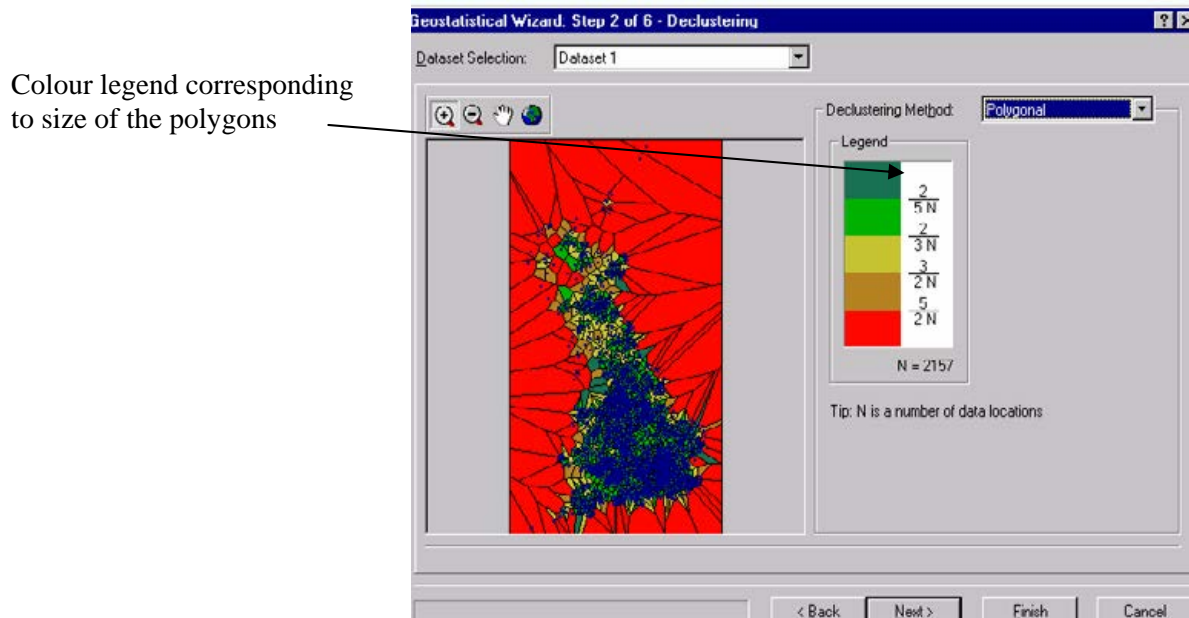 Colour legend corresponding
to size of the polygons
Geostatistical Wizard. Step 2 of 6 - Declustering
Dataset Selection: Dataset 1
Declustering Method: Polygonal
Legend
2
5 N
2
3 N
3
2 N
5
2 N
N = 2157
Tip: N is a number of data locations
< Back Next > Finish Cancel